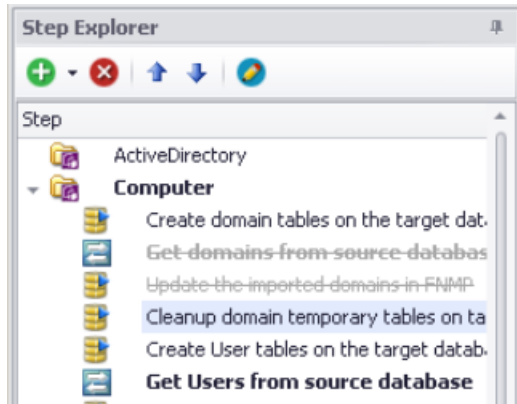 Step Explorer
Step
ActiveDirectory
Computer
Create domain tables on the target dat
Get domains from source databas
Update the imported domains in FNMP
Cleanup domain temporary tables on ta
Create User tables on the target datab
Get Users from source database